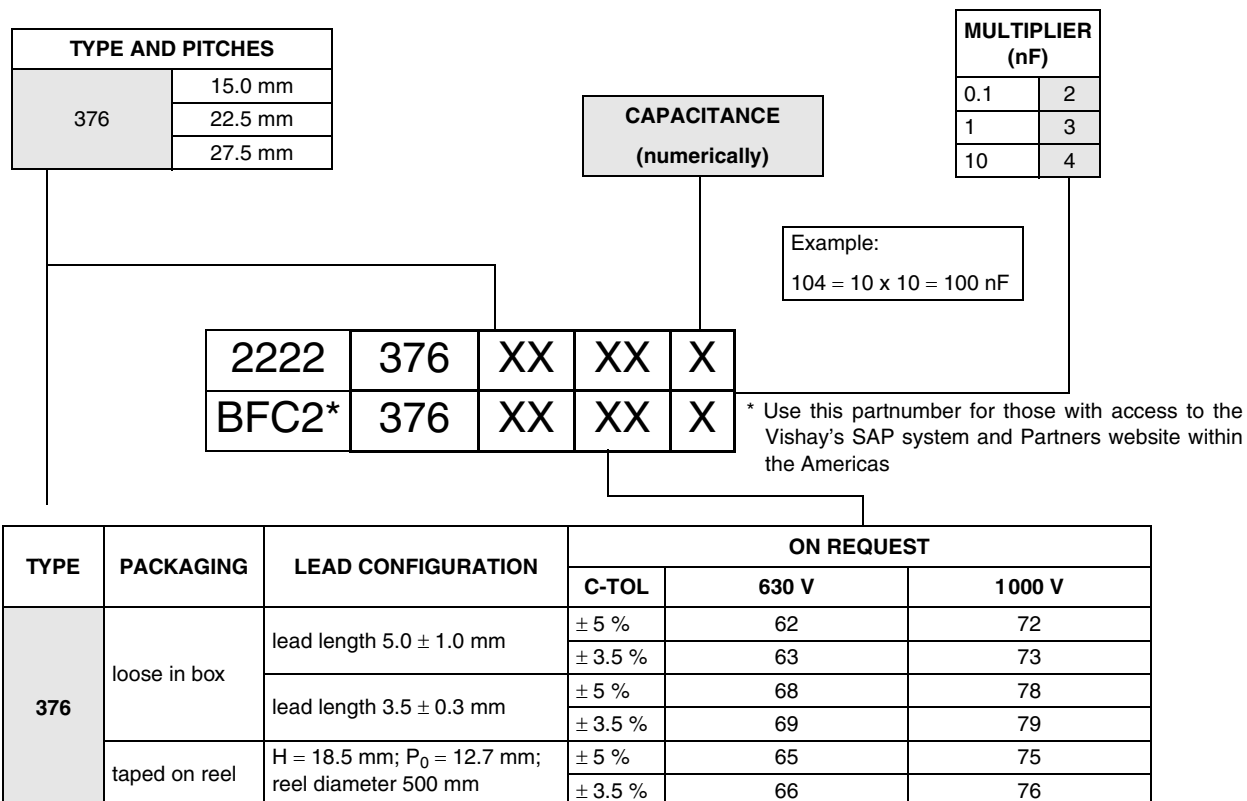 TYPE AND PITCHES
376
15.0 mm
22.5 mm
27.5 mm
CAPACITANCE
(numerically)
MULTIPLIER
(nF)
0.1 2
1 3
10 4
Example:
104 = 10 x 10 = 100 nF
2222 376 XX XX X
BFC2* 376 XX XX X
* Use this partnumber for those with access to the
Vishay's SAP system and Partners website within
the Americas
TYPE PACKAGING LEAD CONFIGURATION ON REQUEST
C-TOL 630 V 1000 V
376
loose in box
lead length 5.0 ± 1.0 mm
± 5 % 62 72
± 3.5 % 63 73
lead length 3.5 ± 0.3 mm
± 5 % 68 78
± 3.5 % 69 79
taped on reel
H = 18.5 mm; P0 = 12.7 mm;
reel diameter 500 mm
± 5 % 65 75
± 3.5 % 66 76